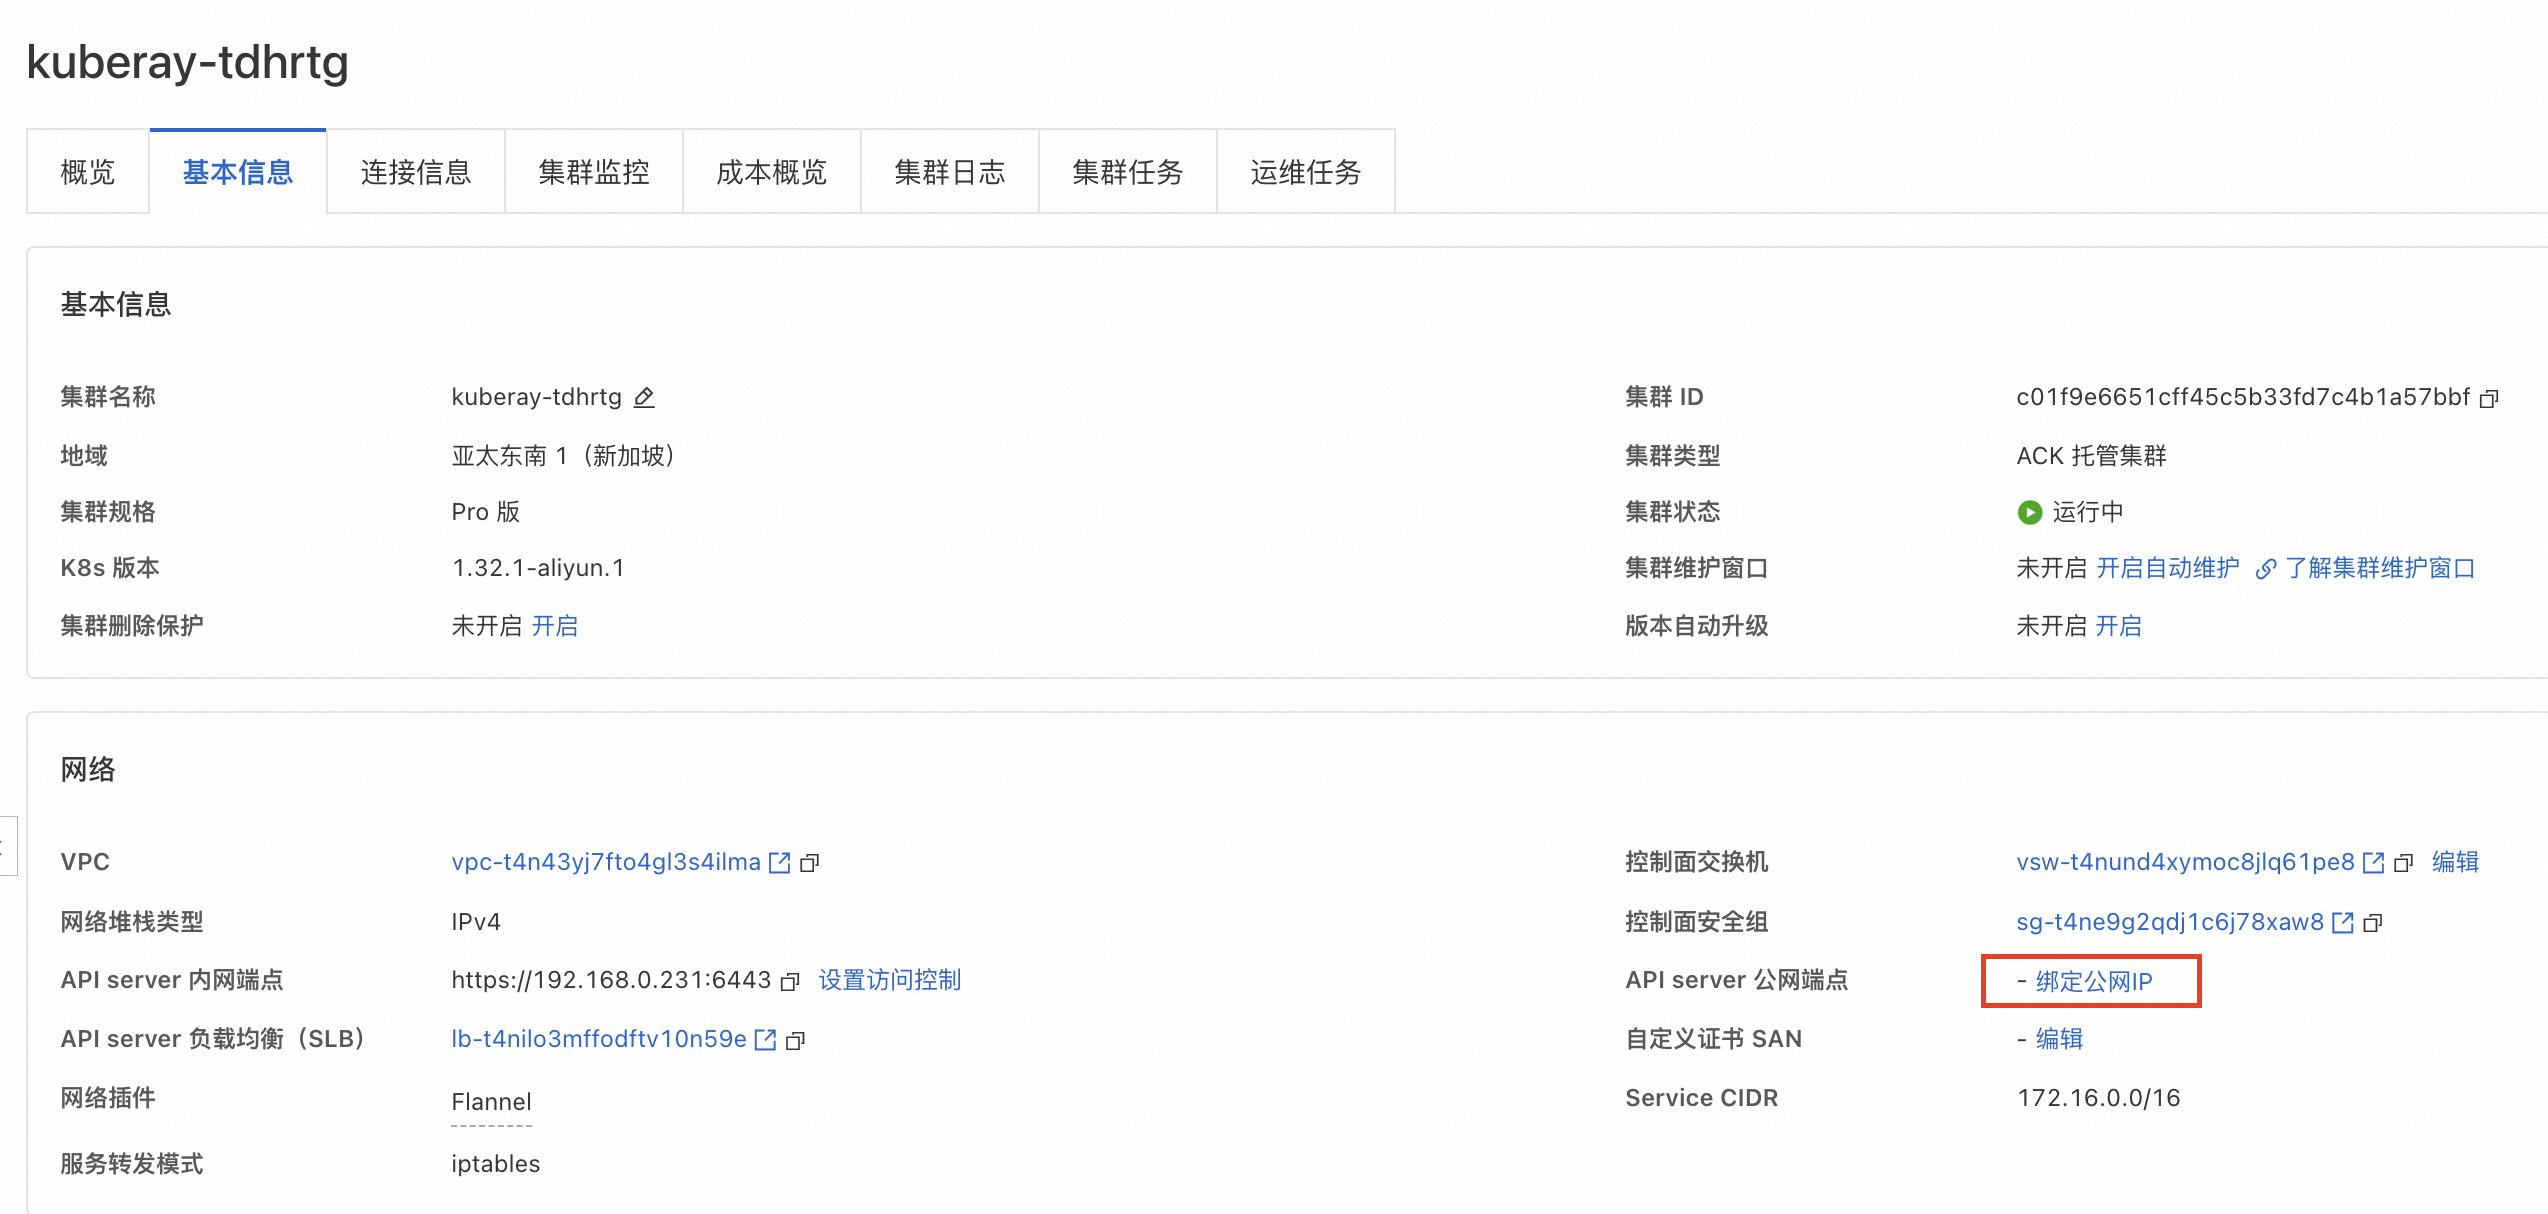 kuberay-tdhrtg
概览 基本信息 连接信息 集群监控 成本概览 集群日志 集群任务 运维任务
基本信息
集群名称 kuberay-tdhrtg 集群 ID c01f9e6651cff45c5b33fd7c4b1a57bbf
地域 亚太东南 1（新加坡） 集群类型 ACK 托管集群
集群规格 Pro 版 集群状态 运行中
K8s 版本 1.32.1-aliyun.1 集群维护窗口 未开启 开启自动维护 了解集群维护窗口
集群删除保护 未开启 开启 版本自动升级 未开启 开启
网络
VPC vpc-t4n43yj7fto4gl3s4ilma 控制面交换机 vsw-t4nund4xymoc8jlq61pe8 编辑
网络堆栈类型 IPv4 控制面安全组 sg-t4ne9g2qdj1c6j78xaw8
API server 内网端点 https://192.168.0.231:6443 设置访问控制 API server 公网端点 - 绑定公网IP
API server 负载均衡（SLB） lb-t4nilo3mffodftv10n59e 自定义证书 SAN - 编辑
网络插件 Flannel Service CIDR 172.16.0.0/16
服务转发模式 iptables